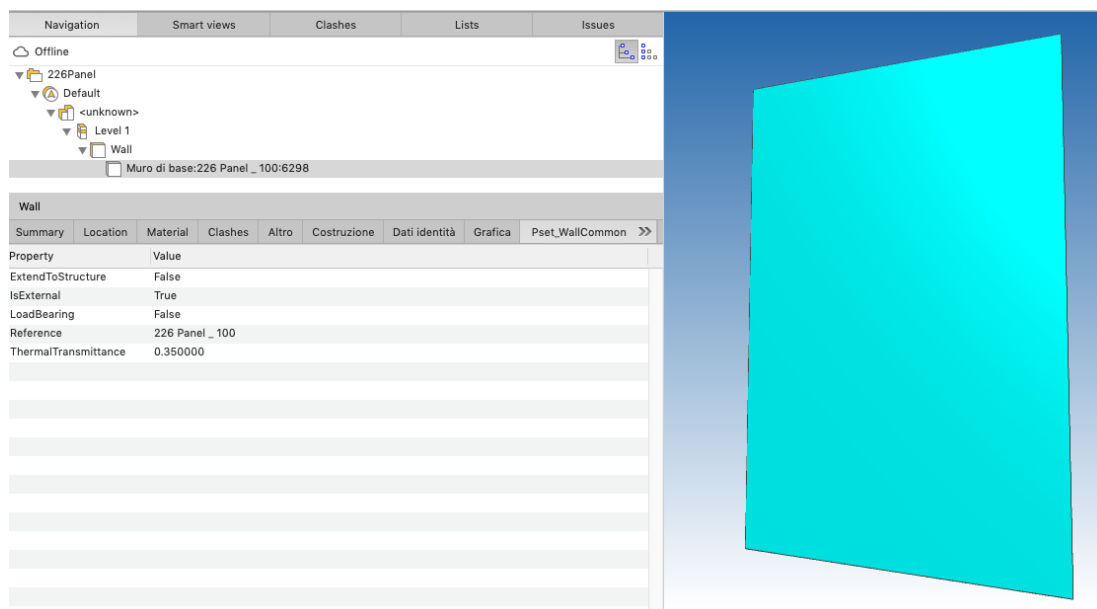 Navigation Smart views Clashes Lists Issues
Offline
226Panel
Default
<unknown>
Level 1
Wall
Muro di base:226 Panel _ 100:6298
Wall
Summary Location Material Clashes Altro Costruzione Dati identità Grafica Pset_WallCommon »
Property Value
ExtendToStructure False
IsExternal True
LoadBearing False
Reference 226 Panel _ 100
ThermalTransmittance 0.350000